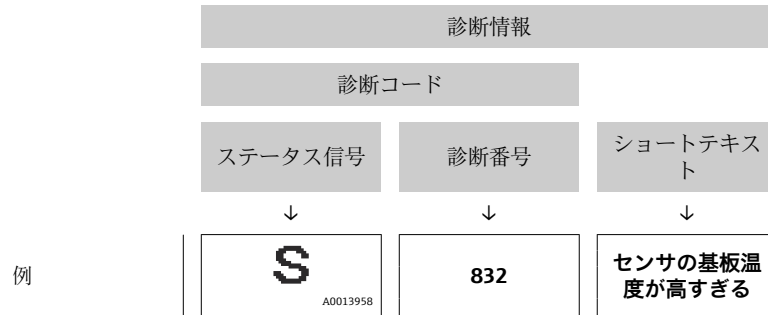 診断情報
診断コード
ステータス信号
診断番号
ショートテキス
ト
↓ ↓ ↓
例
S
A0013958
832
センサの基板温
度が高すぎる